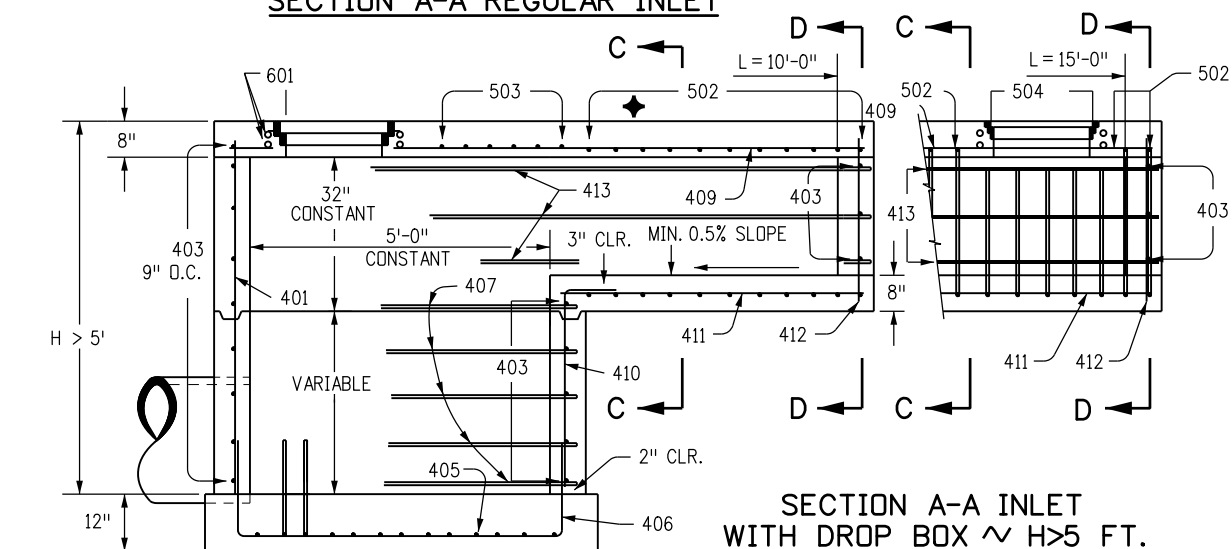 SECTION A-A REGULAR INLET
D
C
D
C
L = 10'-0"
L = 15'-0"
601
503
502
502
504
502
409
8"
32"
CONSTANT
413
409
403
413
403
5'-0"
CONSTANT
3" CLR.
MIN. 0.5% SLOPE
403
9" O.C.
401
407
8"
H > 5'
411
412
403
VARIABLE
410
411
412
C
D
C
D
405
2" CLR.
12"
406
SECTION A-A INLET
WITH DROP BOX ~ H>5 FT.